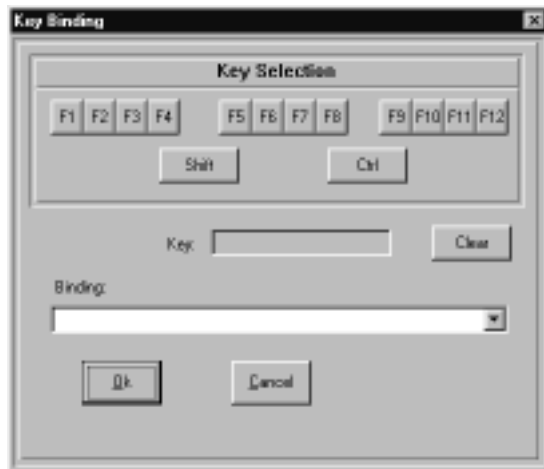 Key Binding
Key Selection
F1 F2 F3 F4 F5 F6 F7 F8 F9 F10 F11 F12
Shift Ctrl
Key: Clear
Binding:
Ok Cancel